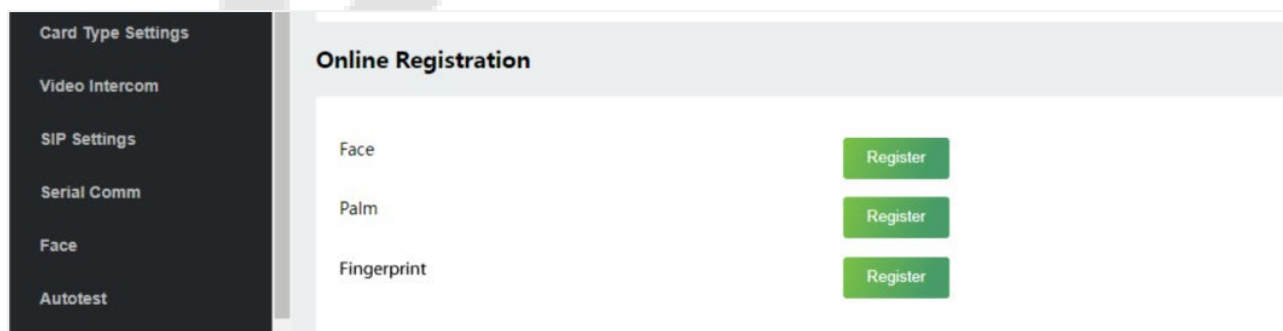 Card Type Settings
Video Intercom
SIP Settings
Serial Comm
Face
Autotest
Online Registration
Face Register
Palm Register
Fingerprint Register